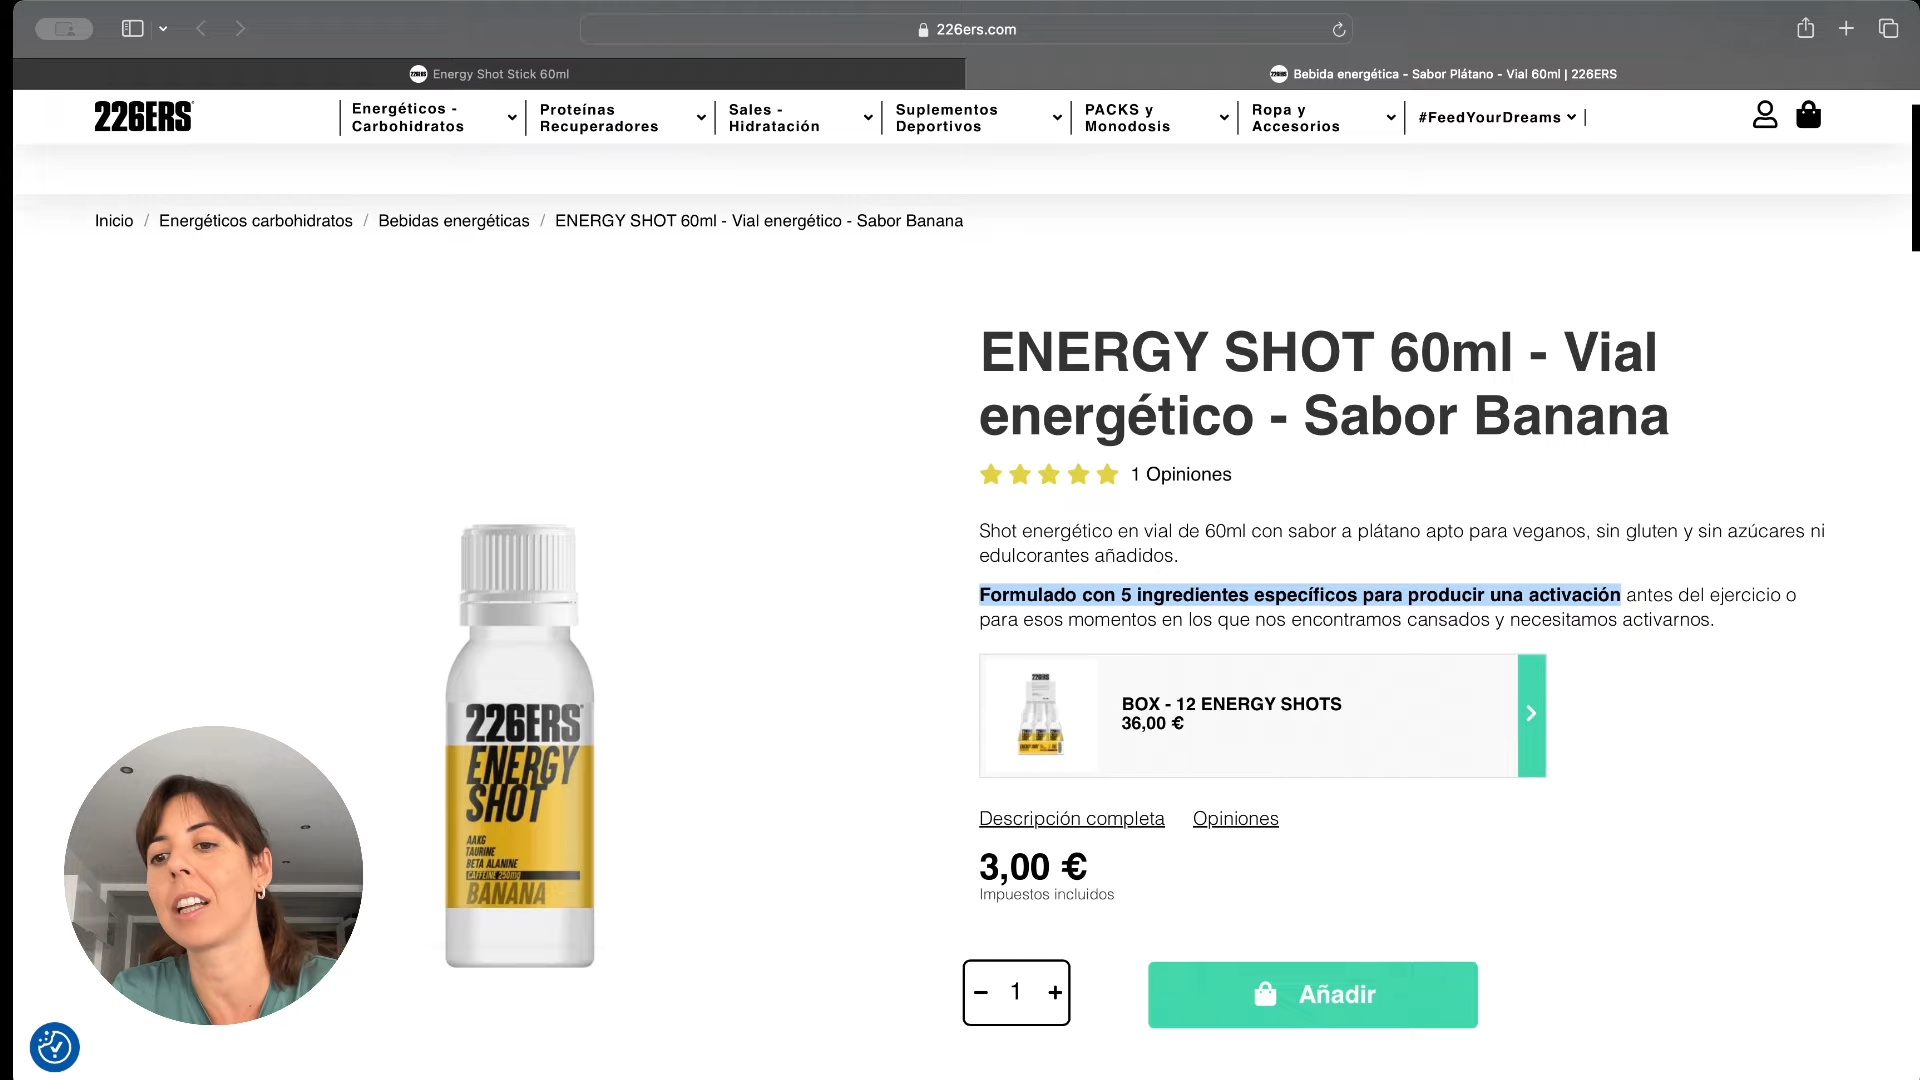 226ers.com
Energy Shot Stick 60ml
Bebida energética - Sabor Plátano - Vial 60ml | 226ERS
226ERS
Energéticos - Carbohidratos
Proteínas Recuperadores
Sales - Hidratación
Suplementos Deportivos
PACKS y Monodosis
Ropa y Accesorios
#FeedYourDreams
Inicio / Energéticos carbohidratos / Bebidas energéticas / ENERGY SHOT 60ml - Vial energético - Sabor Banana
ENERGY SHOT 60ml - Vial
energético - Sabor Banana
1 Opiniones
Shot energético en vial de 60ml con sabor a plátano apto para veganos, sin gluten y sin azúcares ni
edulcorantes añadidos.
Formulado con 5 ingredientes específicos para producir una activación antes del ejercicio o
para esos momentos en los que nos encontramos cansados y necesitamos activarnos.
BOX - 12 ENERGY SHOTS
36,00 €
Descripción completa Opiniones
3,00 €
Impuestos incluidos
- 1 +
Añadir
226ERS
ENERGY
SHOT
AAKG
TAURINE
BETA ALANINE
CAFFEINE 250mg
BANANA